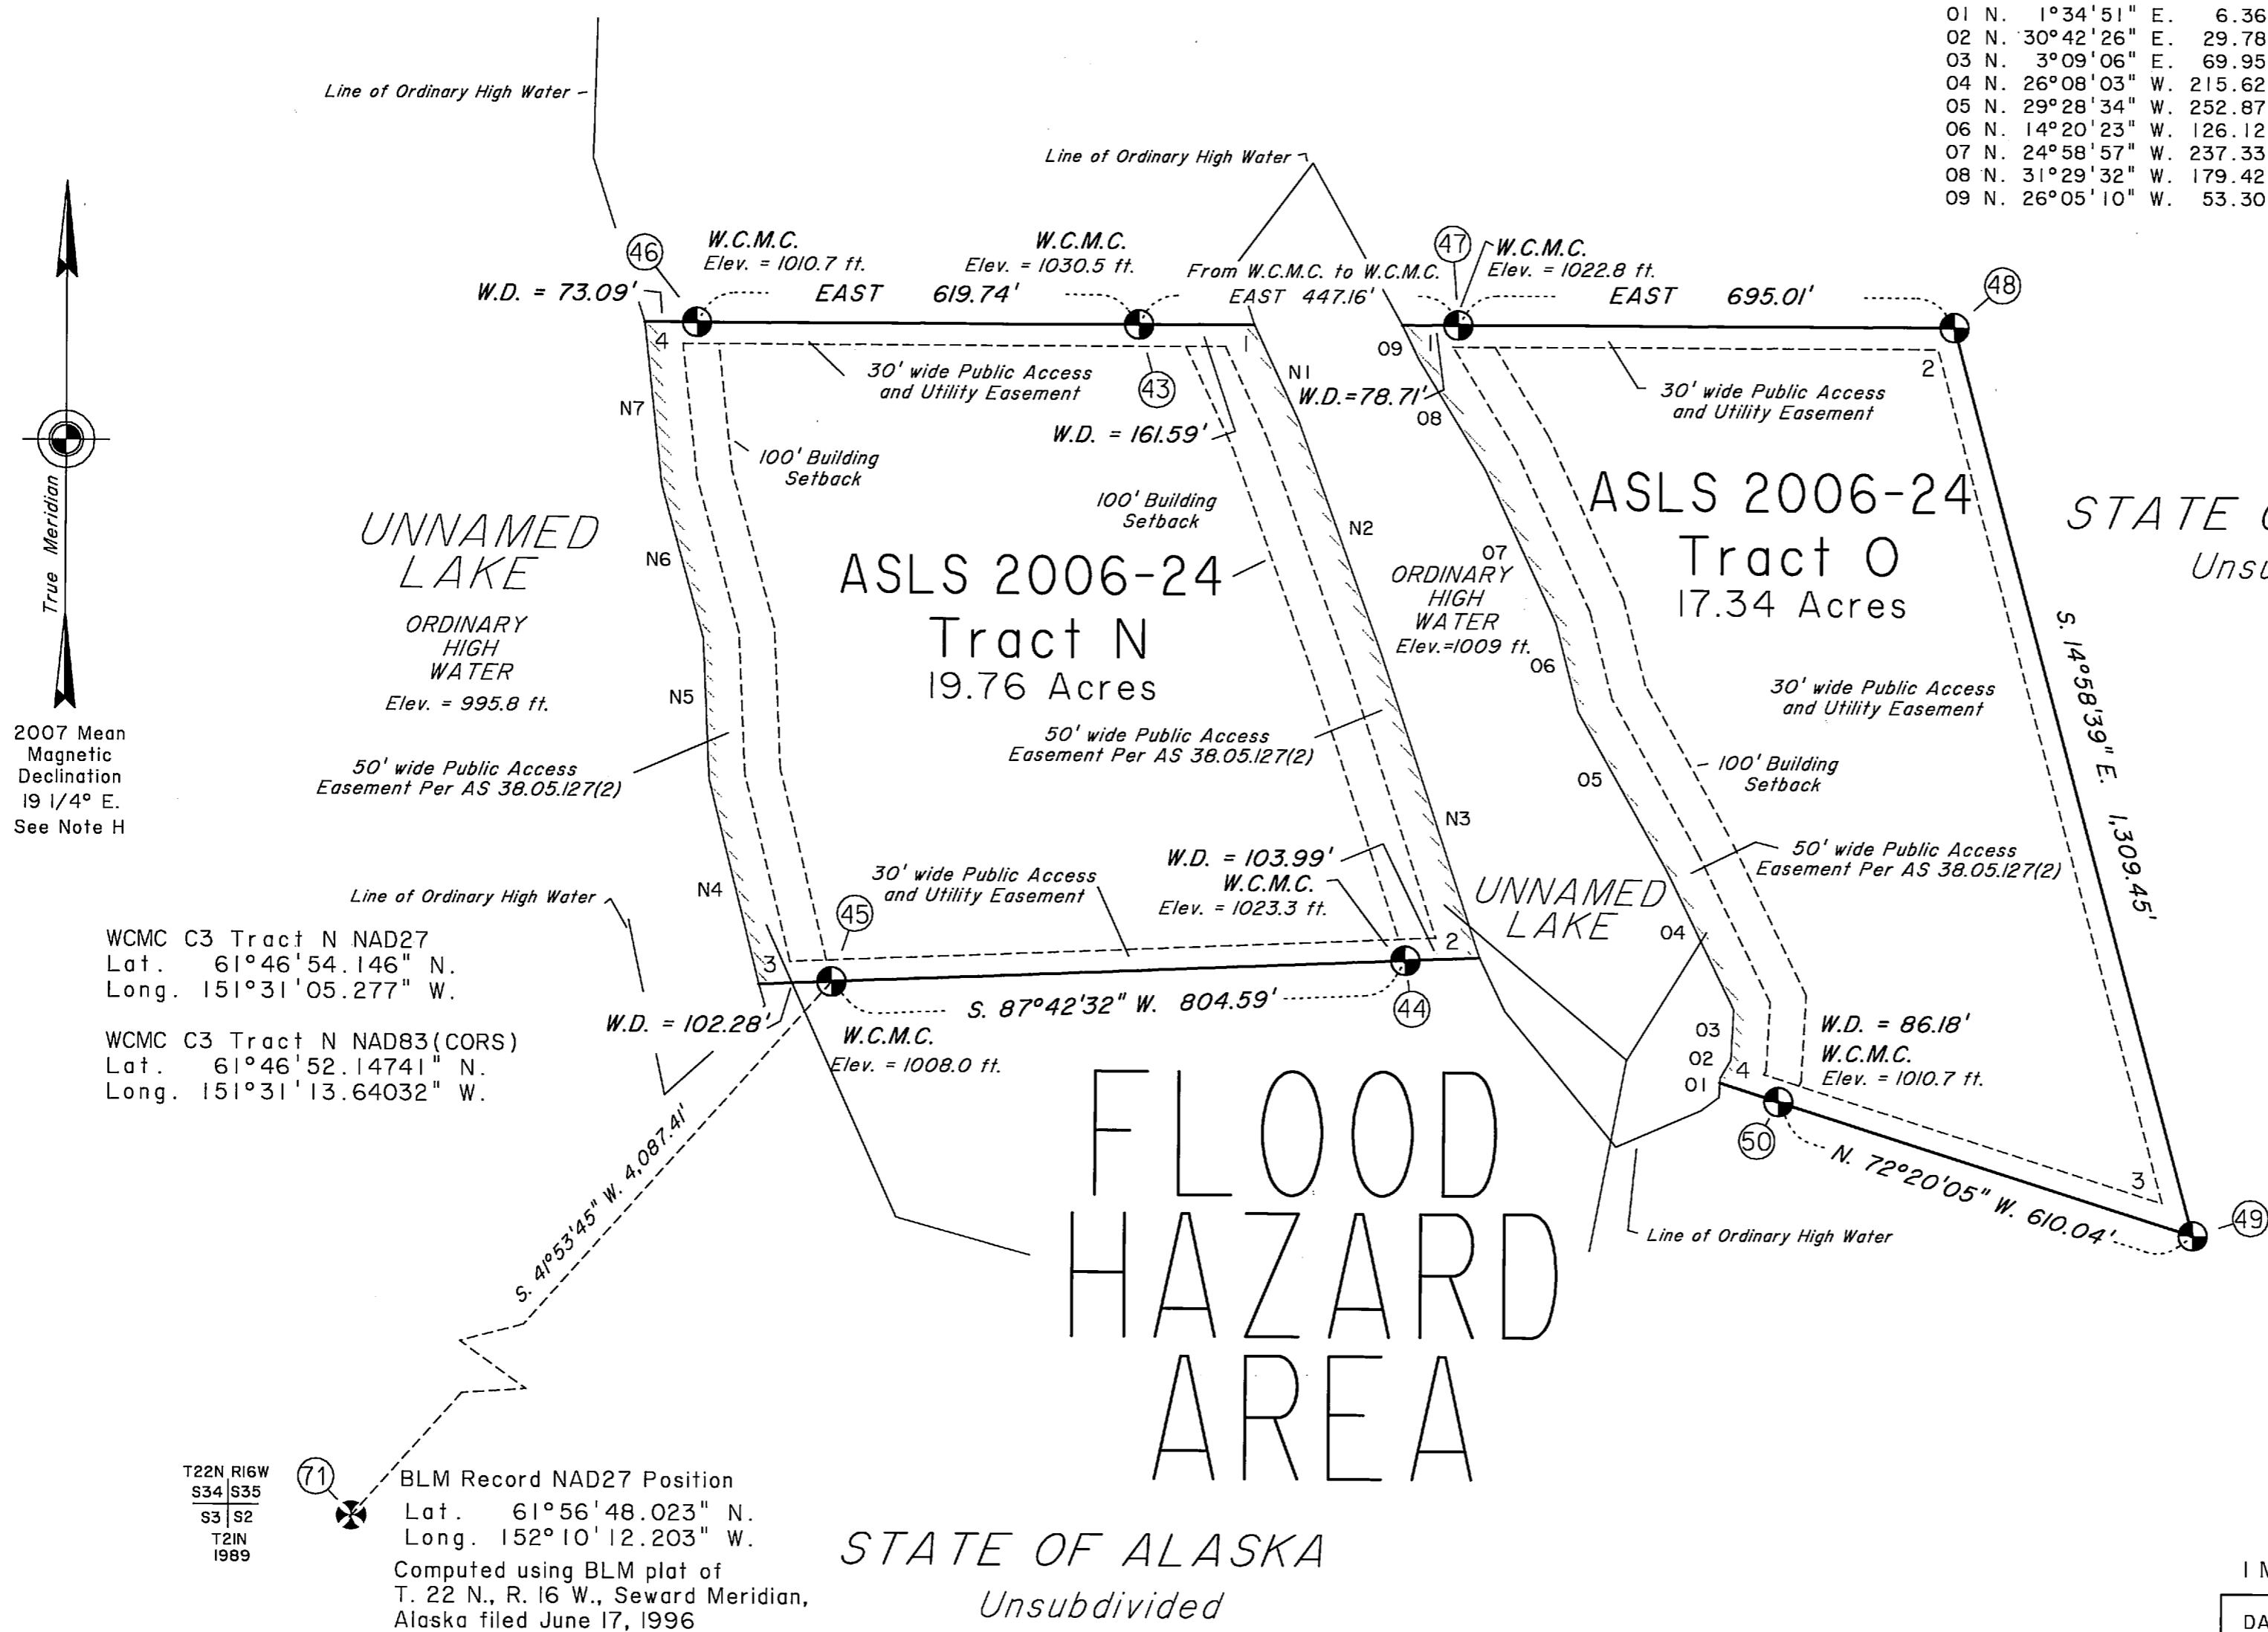 01 N. 1°34'51" E. 6.36
02 N. 30°42'26" E. 29.78
03 N. 3°09'06" E. 69.95
04 N. 26°08'03" W. 215.62
05 N. 29°28'34" W. 252.87
06 N. 14°20'23" W. 126.12
07 N. 24°58'57" W. 237.33
08 N. 31°29'32" W. 179.42
09 N. 26°05'10" W. 53.30
Line of Ordinary High Water
Line of Ordinary High Water
46
W.C.M.C.
Elev. = 1010.7 ft.
W.C.M.C.
Elev. = 1030.5 ft.
From W.C.M.C. to W.C.M.C.
EAST 447.16'
47
W.C.M.C.
Elev. = 1022.8 ft.
48
W.D. = 73.09'
EAST 619.74'
EAST 695.01'
4
1
09
1
2
30' wide Public Access
and Utility Easement
43
N1
W.D.=78.71'
08
30' wide Public Access
and Utility Easement
N7
W.D. = 161.59'
100' Building
Setback
100' Building
Setback
True Meridian
2007 Mean
Magnetic
Declination
19 1/4° E.
See Note H
UNNAMED
LAKE
ORDINARY
HIGH
WATER
Elev. = 995.8 ft.
N6
N5
ASLS 2006-24
Tract N
19.76 Acres
N2
07
ORDINARY
HIGH
WATER
Elev.=1009 ft.
06
ASLS 2006-24
Tract O
17.34 Acres
STATE
Unsu
S. 14°58'39" E. 1,309.45'
30' wide Public Access
and Utility Easement
50' wide Public Access
Easement Per AS 38.05.127(2)
50' wide Public Access
Easement Per AS 38.05.127(2)
05
100' Building
Setback
N3
50' wide Public Access
Easement Per AS 38.05.127(2)
N4
Line of Ordinary High Water
30' wide Public Access
and Utility Easement
W.D. = 103.99'
W.C.M.C.
Elev. = 1023.3 ft.
UNNAMED
LAKE
04
45
3
2
WCMC C3 Tract N NAD27
Lat. 61°46'54.146" N.
Long. 151°31'05.277" W.
WCMC C3 Tract N NAD83(CORS)
Lat. 61°46'52.14741" N.
Long. 151°31'13.64032" W.
W.D. = 102.28'
S. 87°42'32" W. 804.59'
44
W.C.M.C.
Elev. = 1008.0 ft.
03
02
01
4
W.D. = 86.18'
W.C.M.C.
Elev. = 1010.7 ft.
50
N. 72°20'05" W. 610.04'
3
49
Line of Ordinary High Water
S. 41°53'45" W. 4,087.41'
FLOOD
HAZARD
AREA
T22N R16W
S34 S35
S3 S2
T21N
1989
71
BLM Record NAD27 Position
Lat. 61°56'48.023" N.
Long. 152°10'12.203" W.
Computed using BLM plat of
T. 22 N., R. 16 W., Seward Meridian,
Alaska filed June 17, 1996
STATE OF ALASKA
Unsubdivided
DA